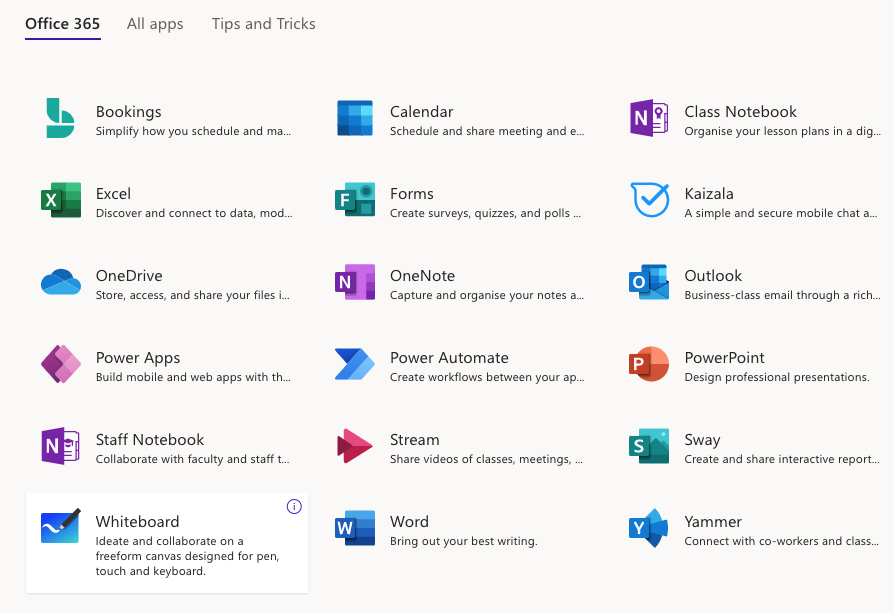 Office 365 All apps Tips and Tricks
Bookings
Simplify how you schedule and ma...
Calendar
Schedule and share meeting and e...
N
Class Notebook
Organise your lesson plans in a dig...
X
Excel
Discover and connect to data, mod...
F
Forms
Create surveys, quizzes, and polls ...
Kaizala
A simple and secure mobile chat a...
OneDrive
Store, access, and share your files i...
N
OneNote
Capture and organise your notes a...
O
Outlook
Business-class email through a rich...
Power Apps
Build mobile and web apps with th...
Power Automate
Create workflows between your ap...
P
PowerPoint
Design professional presentations.
N
Staff Notebook
Collaborate with faculty and staff t...
Stream
Share videos of classes, meetings, ...
S
Sway
Create and share interactive report...
i
Whiteboard
Ideate and collaborate on a
freeform canvas designed for pen,
touch and keyboard.
W
Word
Bring out your best writing.
Y
Yammer
Connect with co-workers and class...